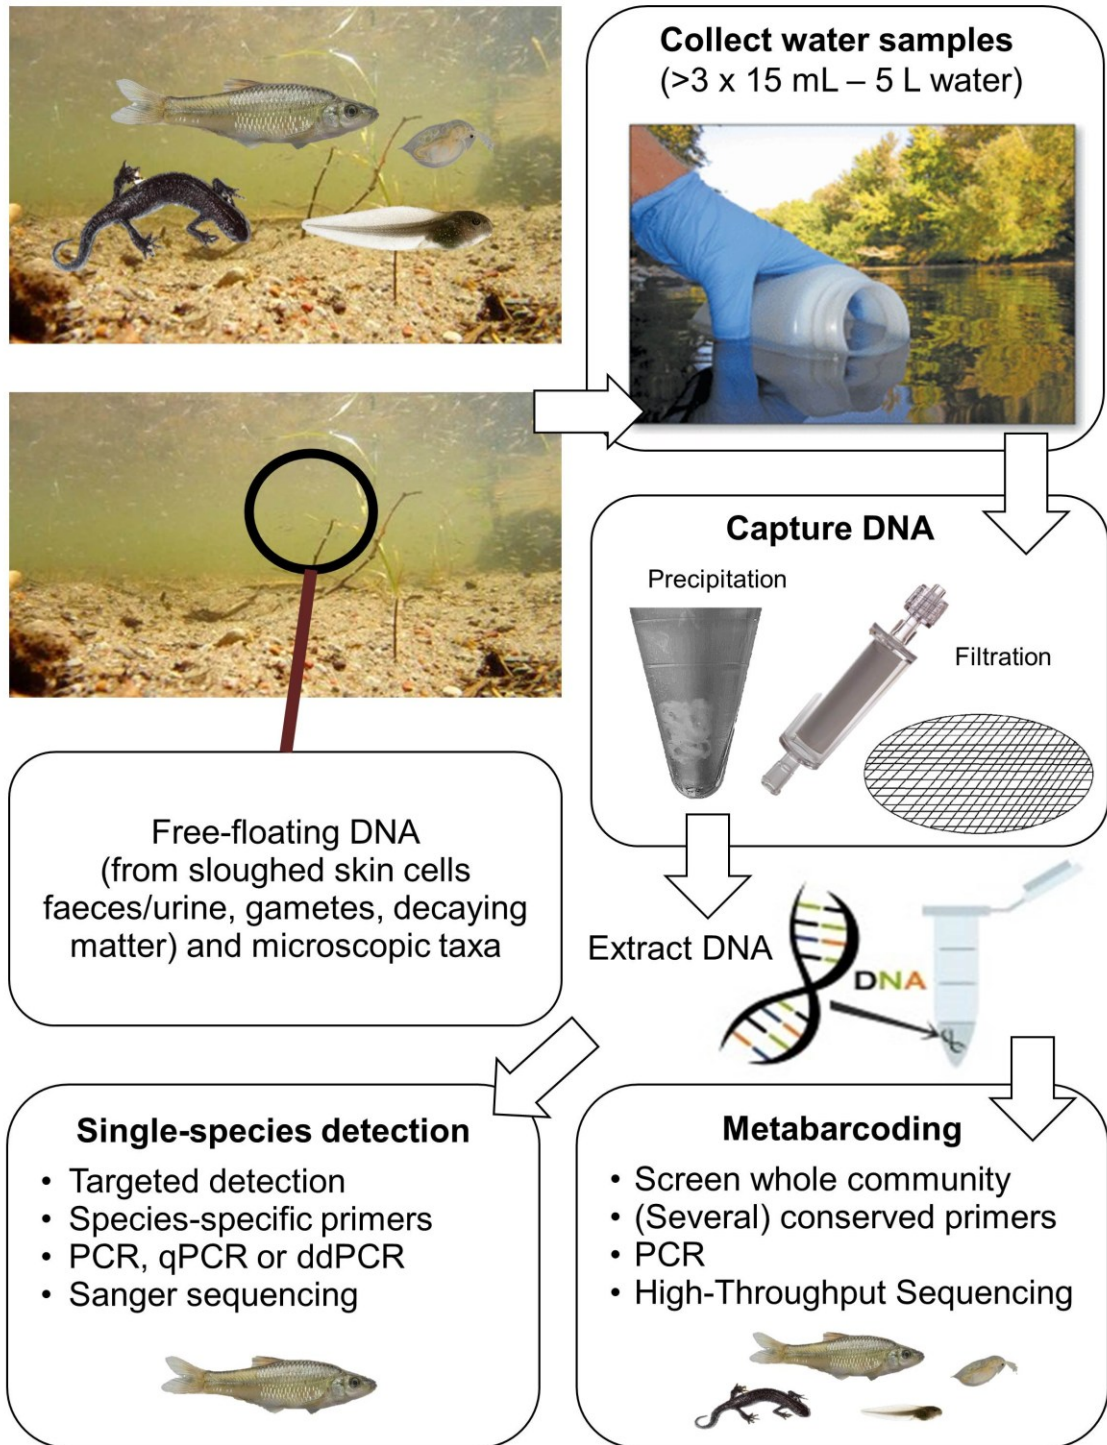 Collect water samples
(>3 x 15 mL – 5 L water)
Capture DNA
Precipitation
Filtration
Free-floating DNA
(from sloughed skin cells
faeces/urine, gametes, decaying
matter) and microscopic taxa
Extract DNA
DNA
Single-species detection
• Targeted detection
• Species-specific primers
• PCR, qPCR or ddPCR
• Sanger sequencing
Metabarcoding
• Screen whole community
• (Several) conserved primers
• PCR
• High-Throughput Sequencing